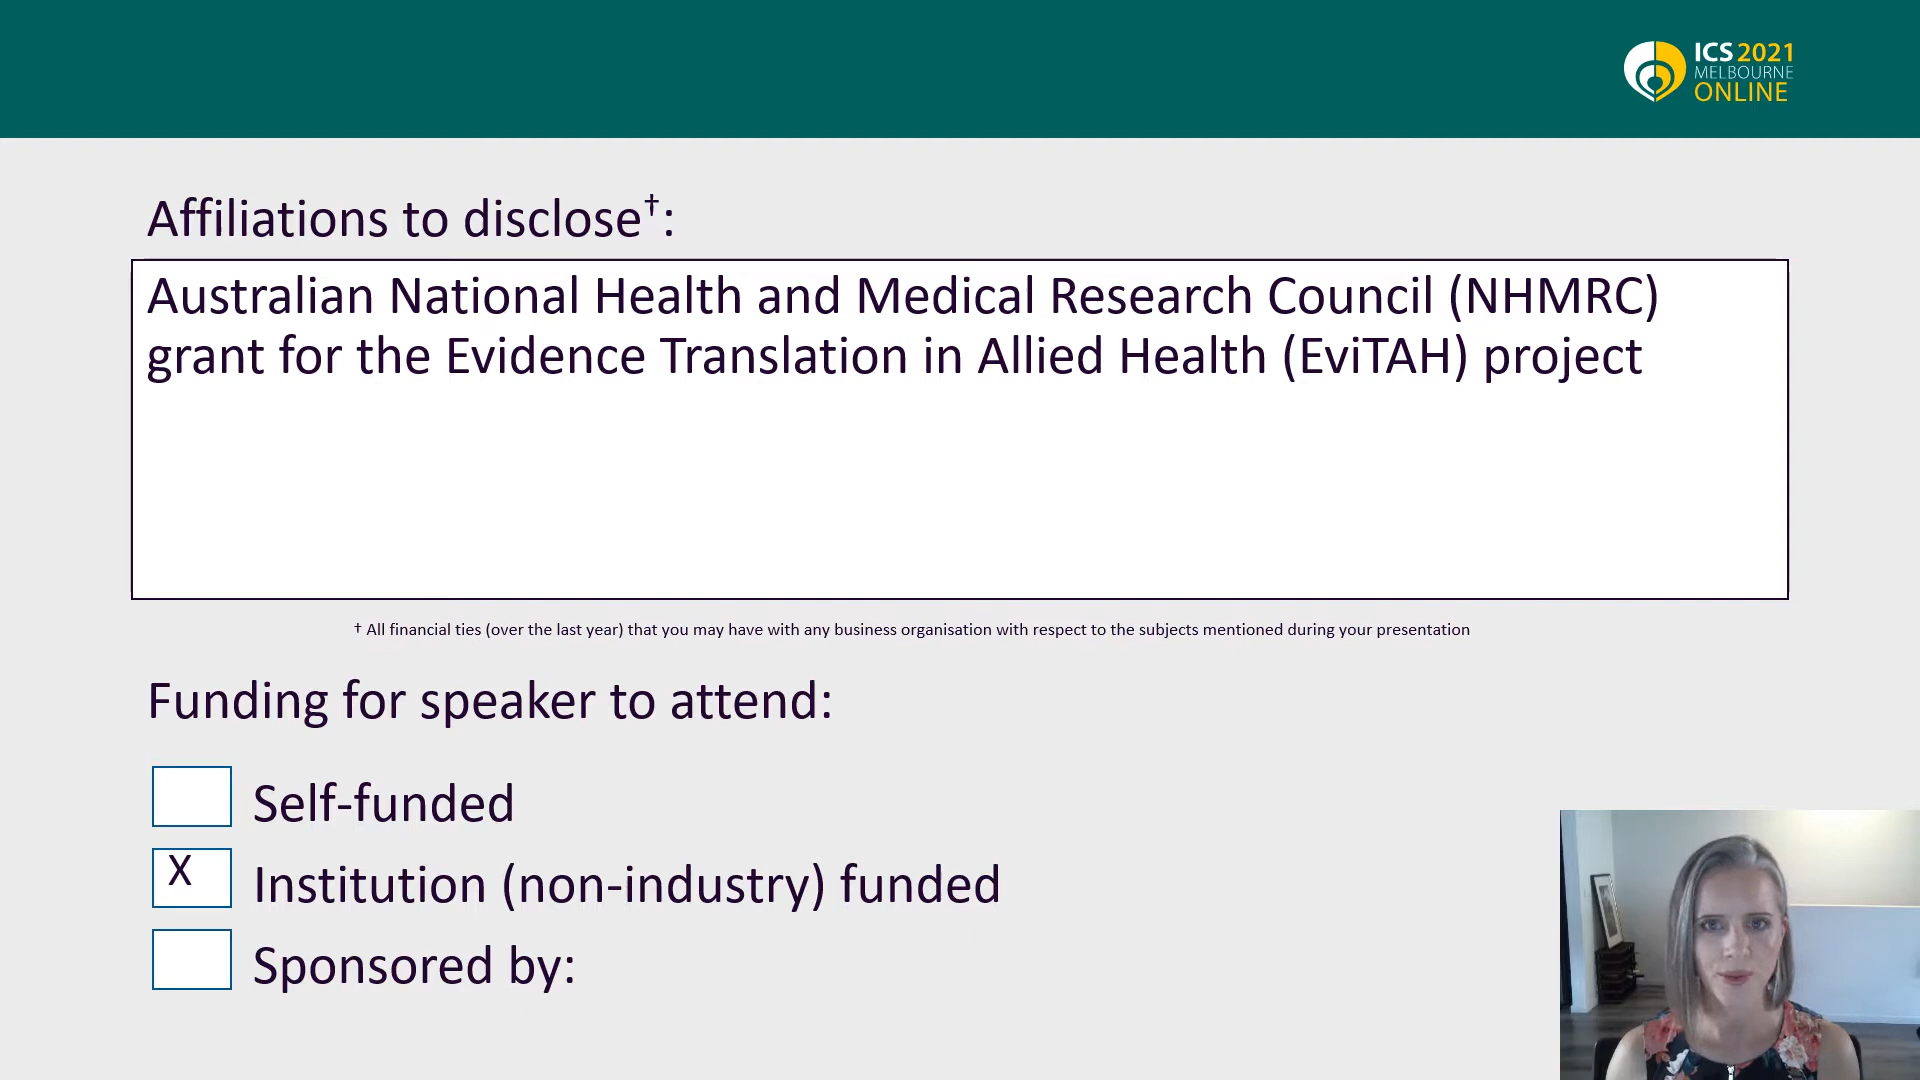 ICS 2021
MELBOURNE
ONLINE
Affiliations to disclose†:
Australian National Health and Medical Research Council (NHMRC)
grant for the Evidence Translation in Allied Health (EviTAH) project
† All financial ties (over the last year) that you may have with any business organisation with respect to the subjects mentioned during your presentation
Funding for speaker to attend:
Self-funded
X Institution (non-industry) funded
Sponsored by: